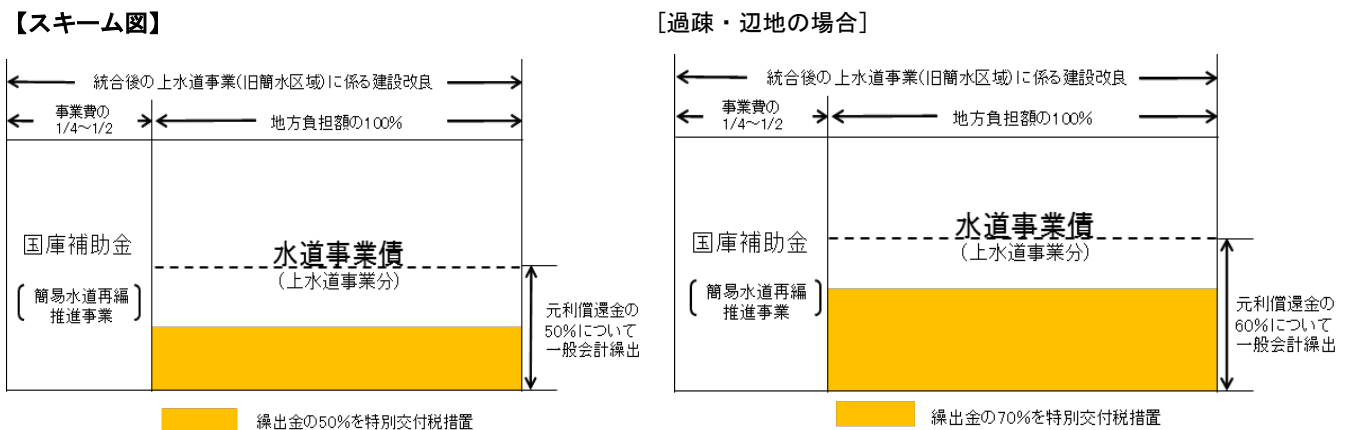 【スキーム図】
統合後の上水道事業(旧簡水区域)に係る建設改良
事業費の
1/4～1/2
地方負担額の100%
国庫補助金
簡易水道再編
推進事業
水道事業債
(上水道事業分)
元利償還金の
50%について
一般会計繰出
繰出金の50%を特別交付税措置
[過疎・辺地の場合]
統合後の上水道事業(旧簡水区域)に係る建設改良
事業費の
1/4～1/2
地方負担額の100%
国庫補助金
簡易水道再編
推進事業
水道事業債
(上水道事業分)
元利償還金の
60%について
一般会計繰出
繰出金の70%を特別交付税措置